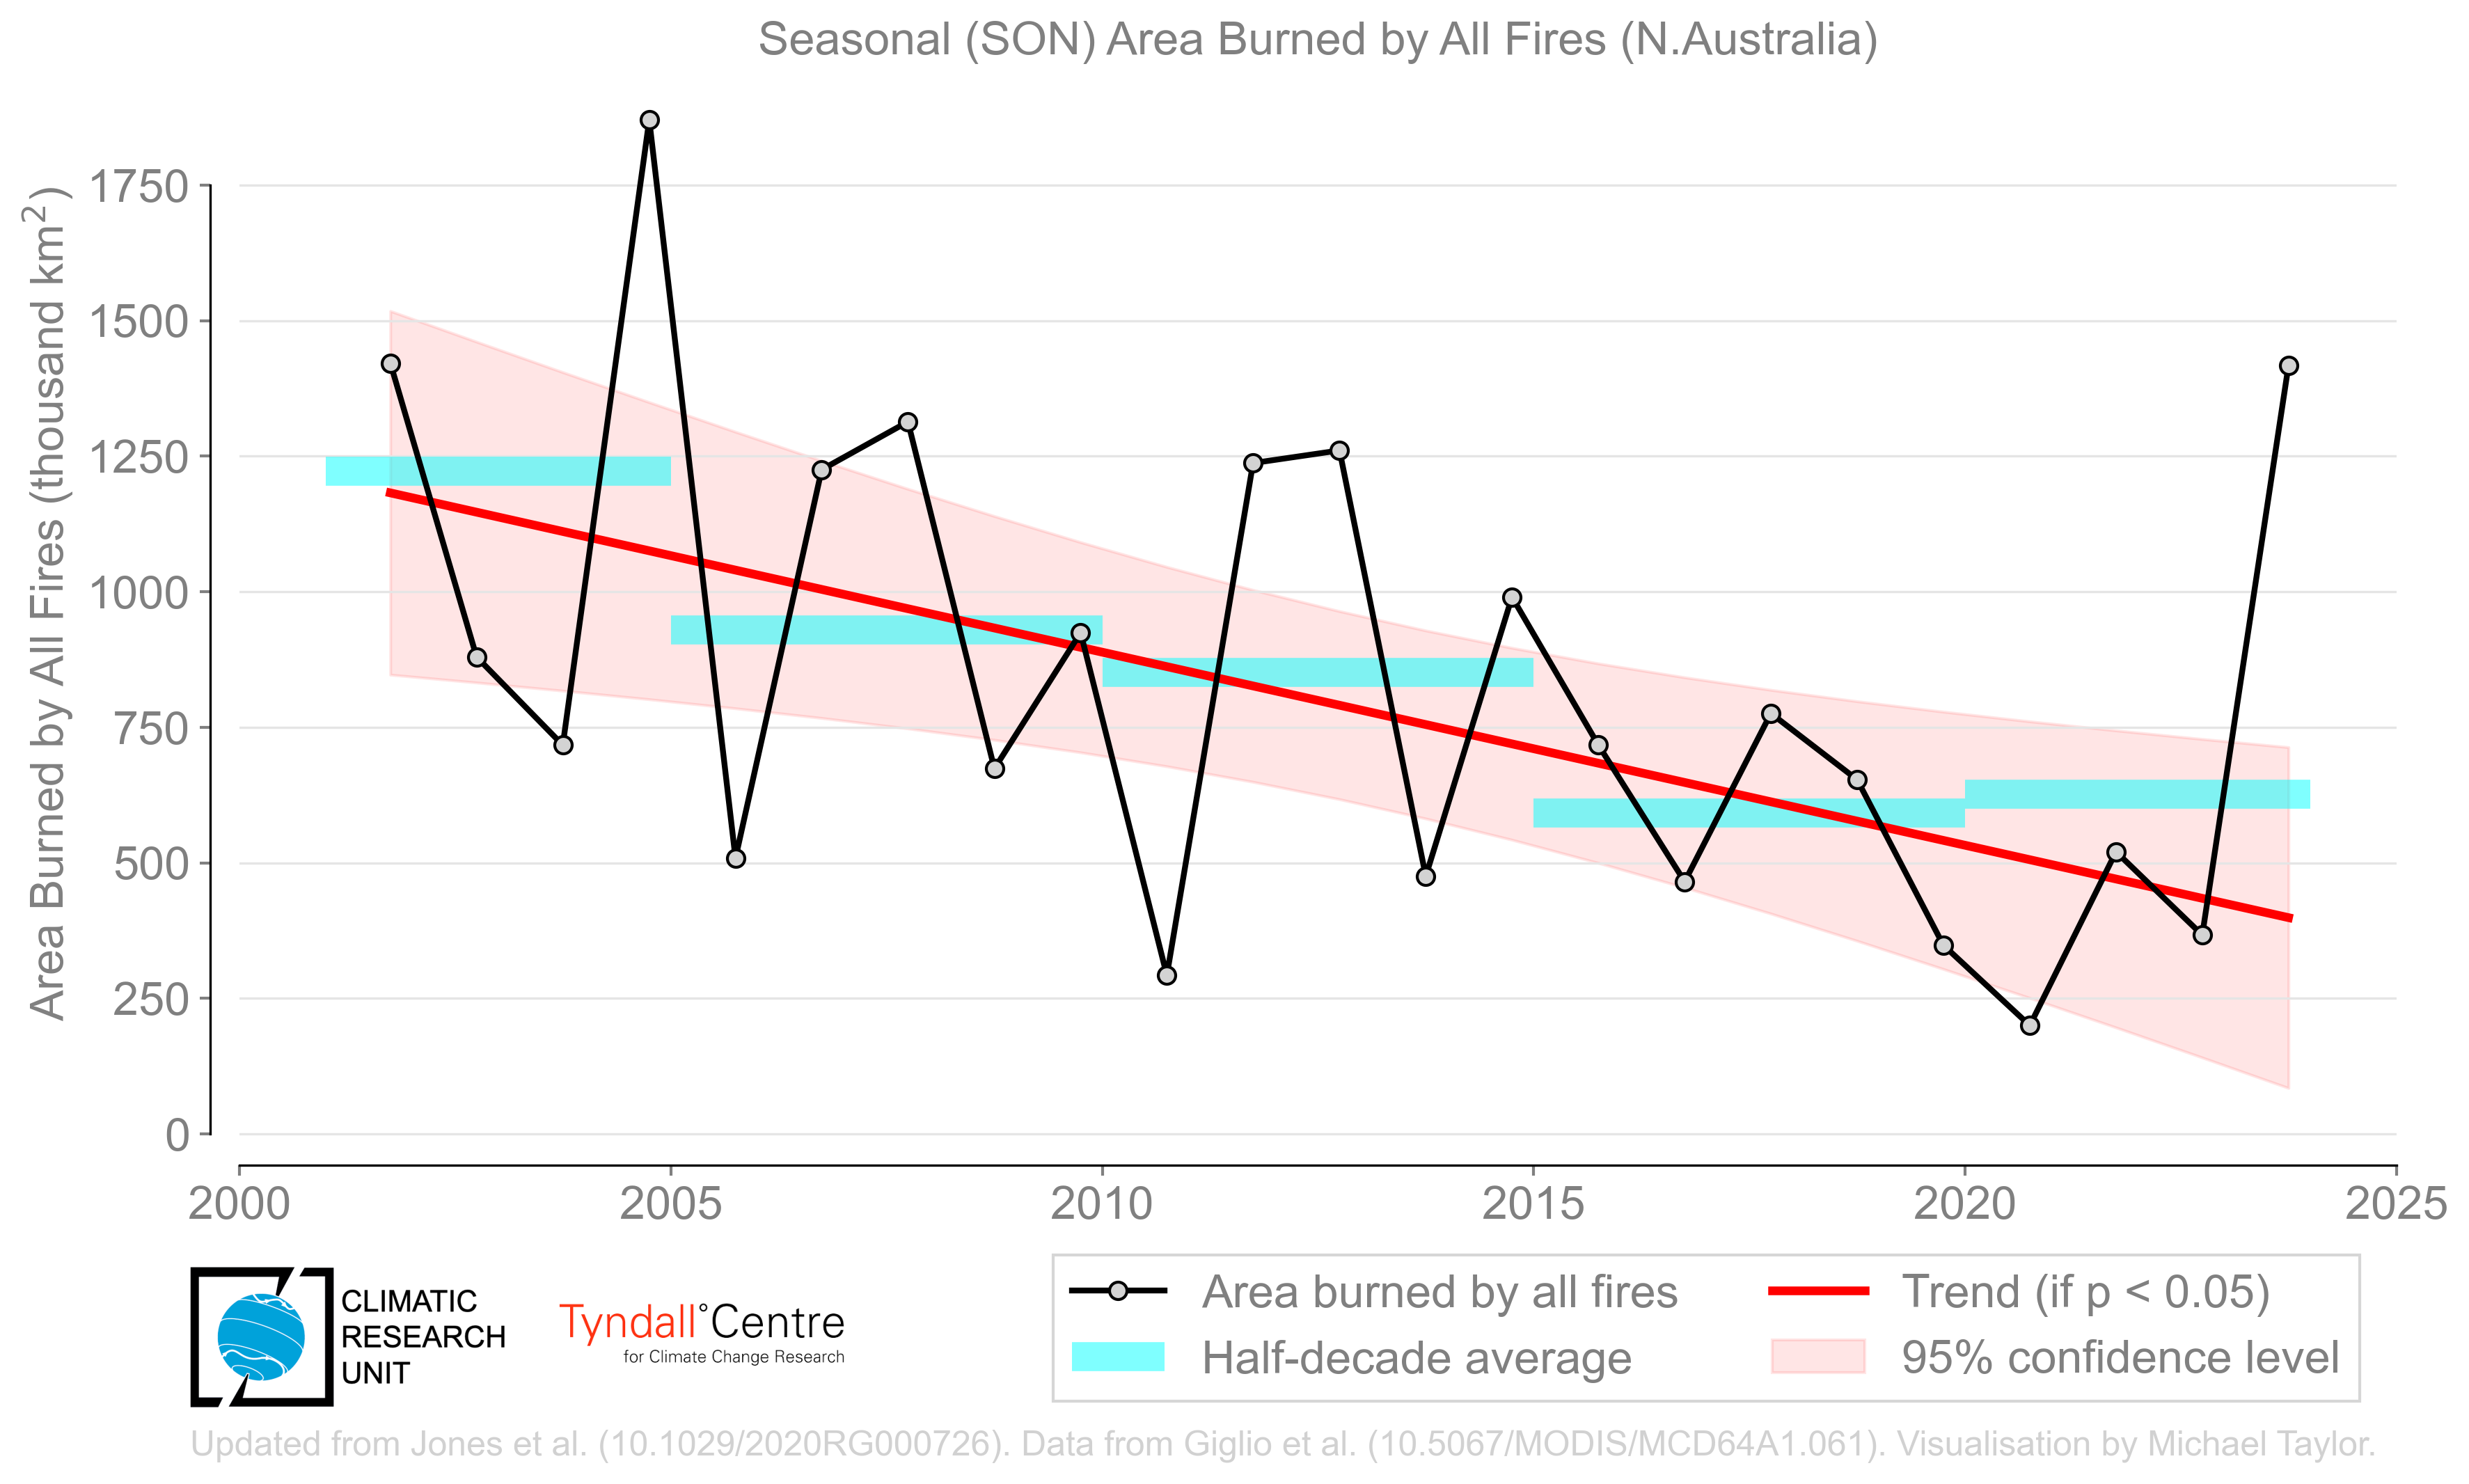 Seasonal (SON) Area Burned by All Fires (N.Australia)
Area Burned by All Fires (thousand km²)
1750
1500
1250
1000
750
500
250
0
2000 2005 2010 2015 2020 2025
CLIMATIC
RESEARCH
UNIT
Tyndall°Centre
for Climate Change Research
Area burned by all fires
Half-decade average
Trend (if p < 0.05)
95% confidence level
Updated from Jones et al. (10.1029/2020RG000726). Data from Giglio et al. (10.5067/MODIS/MCD64A1.061). Visualisation by Michael Taylor.